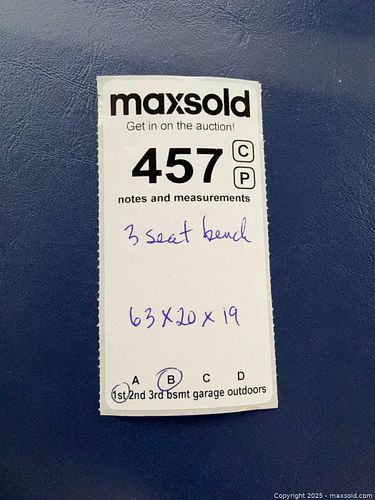 maxsold
Get in on the auction!
457 C
P
notes and measurements
3 seat bench
63 x 20 x 19
A B C D
1st 2nd 3rd bsmt garage outdoors
Copyright 2025 - maxsold.com